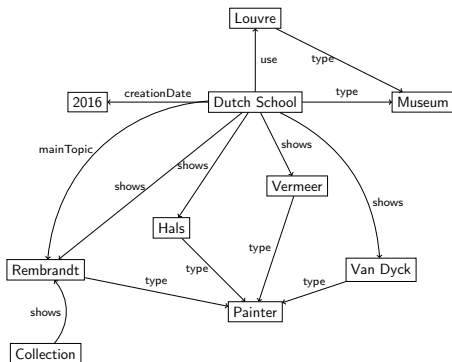 Louvre
use
type
2016
creationDate
Dutch School
type
Museum
mainTopic
shows
shows
shows
Vermeer
shows
Hals
type
type
type
Rembrandt
type
Van Dyck
shows
Painter
Collection